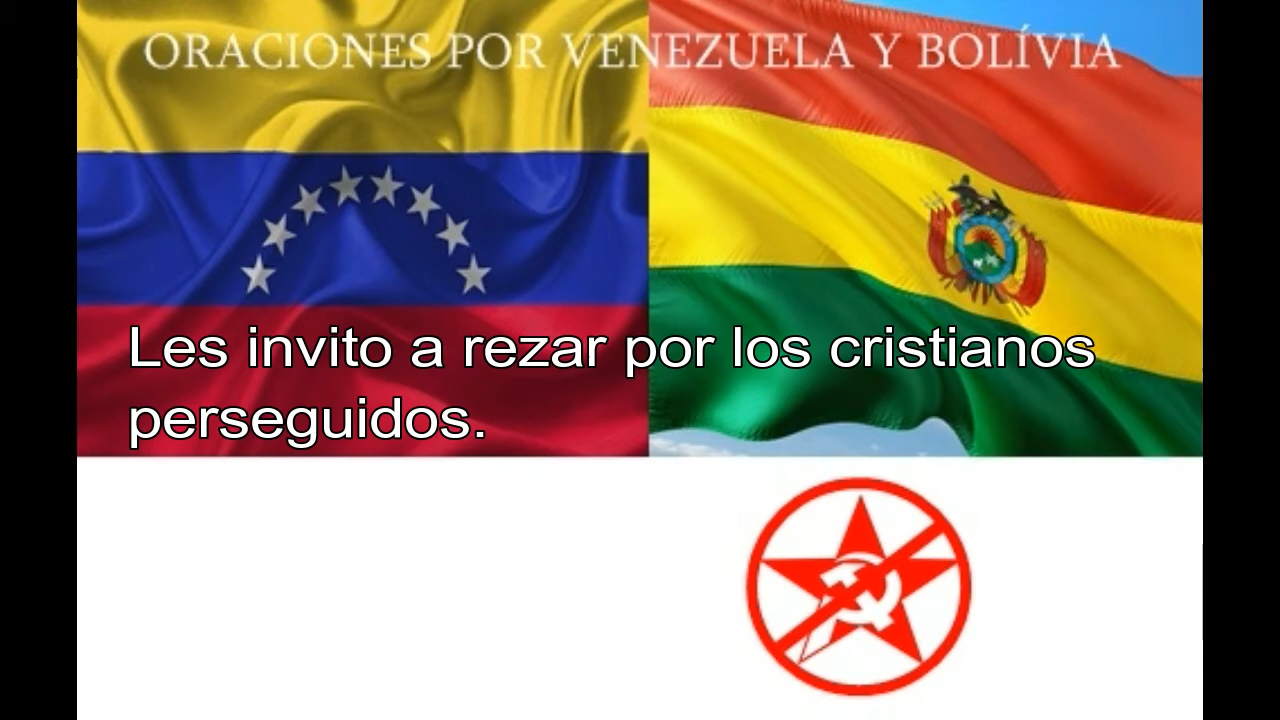 ORACIONES POR VENEZUELA Y BOLÍVIA
Les invito a rezar por los cristianos
perseguidos.